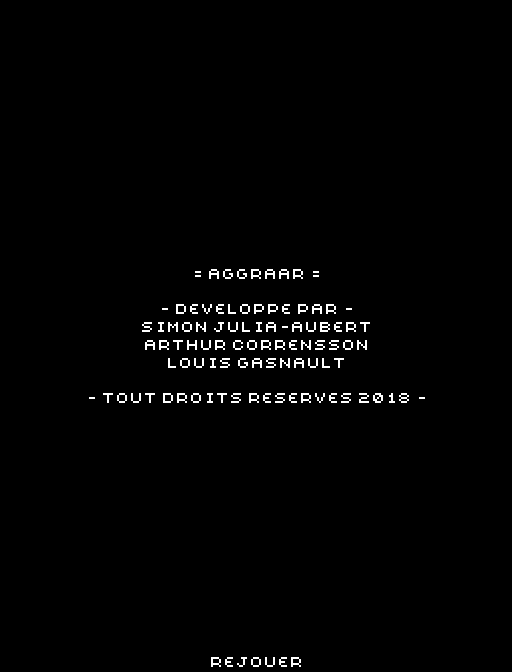 = AGGRAAR =
- DEVELOPPE PAR -
SIMON JULIA-AUBERT
ARTHUR CORRENSSON
LOUIS GASNAULT
- TOUT DROITS RESERVES 2018 -
REJOUER